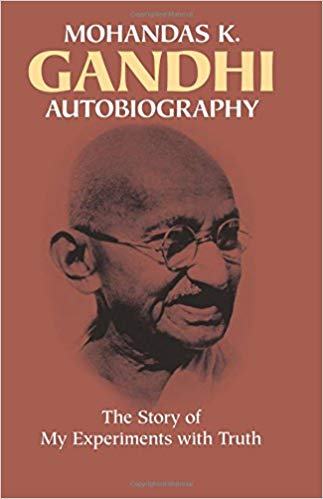 MOHANDAS K.
GANDHI
AUTOBIOGRAPHY
The Story of
My Experiments with Truth